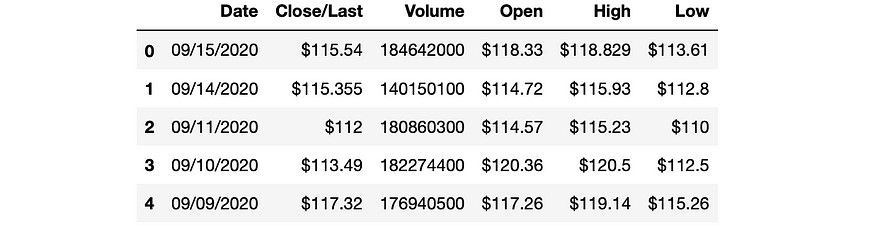 Date Close/Last Volume Open High Low
0 09/15/2020 $115.54 184642000 $118.33 $118.829 $113.61
1 09/14/2020 $115.355 140150100 $114.72 $115.93 $112.8
2 09/11/2020 $112 180860300 $114.57 $115.23 $110
3 09/10/2020 $113.49 182274400 $120.36 $120.5 $112.5
4 09/09/2020 $117.32 176940500 $117.26 $119.14 $115.26